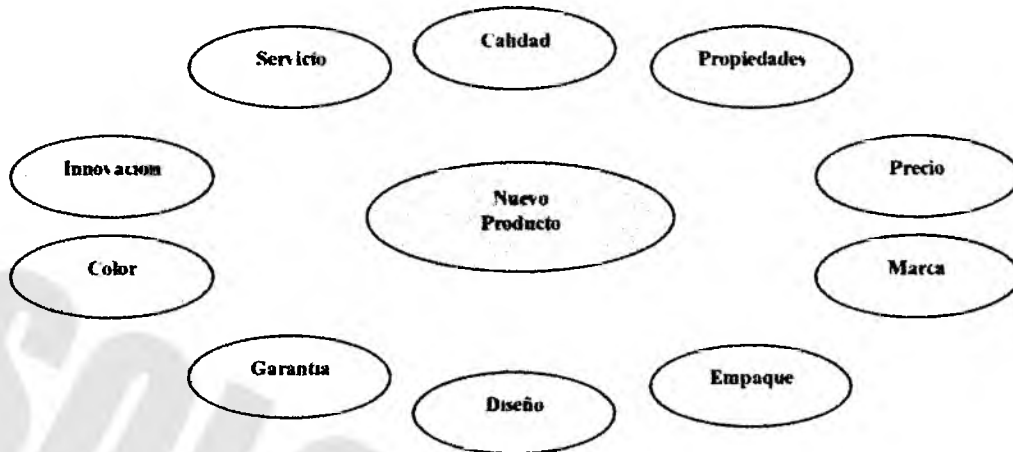 Calidad
Servicio
Propiedades
Innovacion
Precio
Nuevo
Producto
Color
Marca
Garantia
Empaque
Diseño